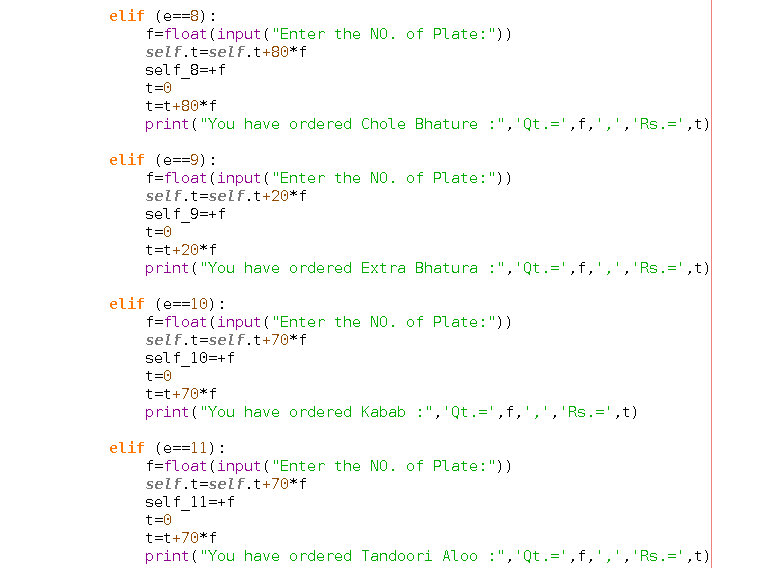 elif (e==8):
f=float(input("Enter the NO. of Plate:"))
self.t=self.t+80*f
self_8=+f
t=0
t=t+80*f
print("You have ordered Chole Bhature :",'Qt.=',f,',','Rs.=',t)
elif (e==9):
f=float(input("Enter the NO. of Plate:"))
self.t=self.t+20*f
self_9=+f
t=0
t=t+20*f
print("You have ordered Extra Bhatura :",'Qt.=',f,',','Rs.=',t)
elif (e==10):
f=float(input("Enter the NO. of Plate:"))
self.t=self.t+70*f
self_10=+f
t=0
t=t+70*f
print("You have ordered Kabab :",'Qt.=',f,',','Rs.=',t)
elif (e==11):
f=float(input("Enter the NO. of Plate:"))
self.t=self.t+70*f
self_11=+f
t=0
t=t+70*f
print("You have ordered Tandoori Aloo :",'Qt.=',f,',','Rs.=',t)